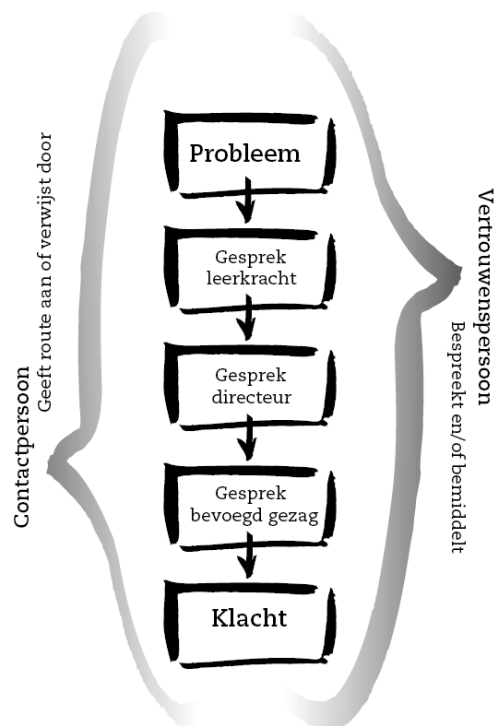 Probleem
Gesprek
leerkracht
Gesprek
directeur
Gesprek
bevoegd gezag
Klacht
Contactpersoon
Geeft route aan of verwijst door
Vertrouwenspersoon
Bespreekt en/of bemiddelt